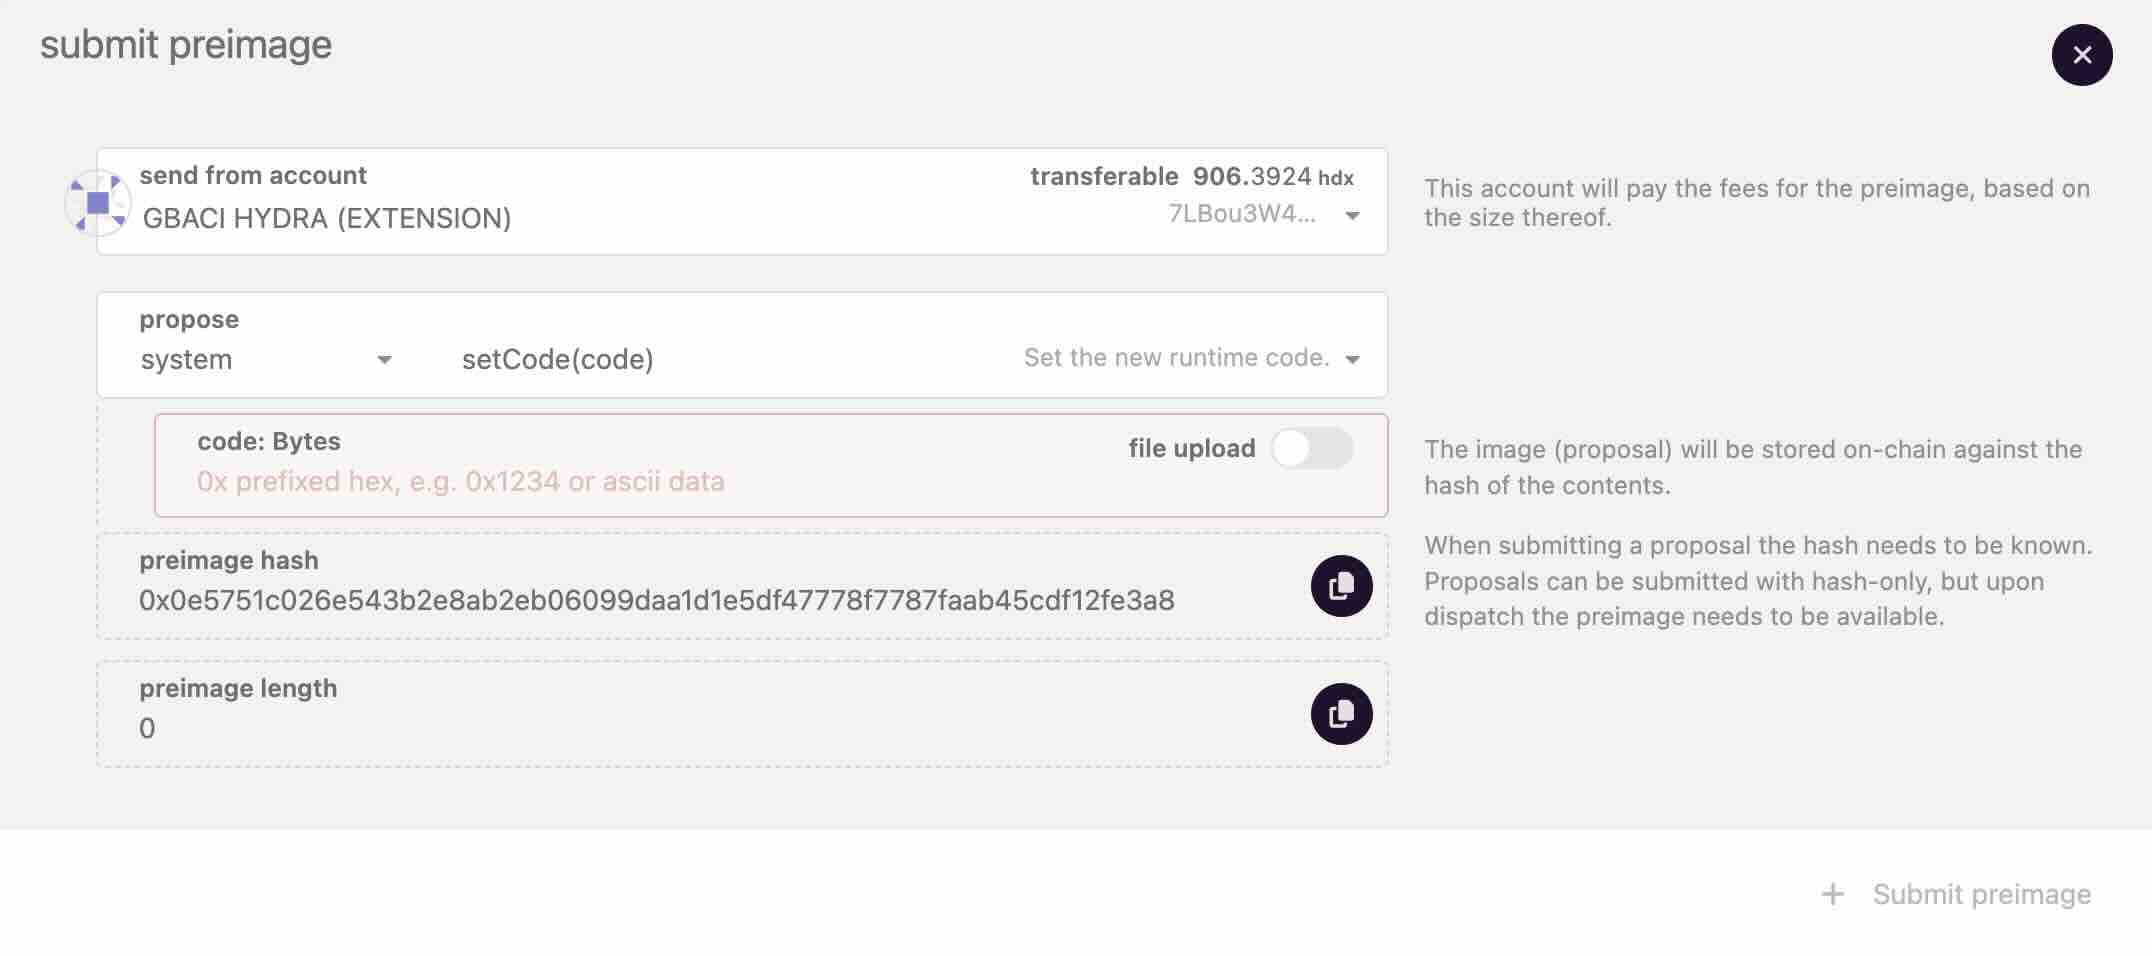 submit preimage
send from account
transferable 906.3924 hdx
GBACI HYDRA (EXTENSION)
7LBou3W4...
This account will pay the fees for the preimage, based on
the size thereof.
propose
system
setCode(code)
Set the new runtime code.
code: Bytes
file upload
0x prefixed hex, e.g. 0x1234 or ascii data
The image (proposal) will be stored on-chain against the
hash of the contents.
preimage hash
0x0e5751c026e543b2e8ab2eb06099daa1d1e5df47778f7787faab45cdf12fe3a8
When submitting a proposal the hash needs to be known.
Proposals can be submitted with hash-only, but upon
dispatch the preimage needs to be available.
preimage length
0
+ Submit preimage